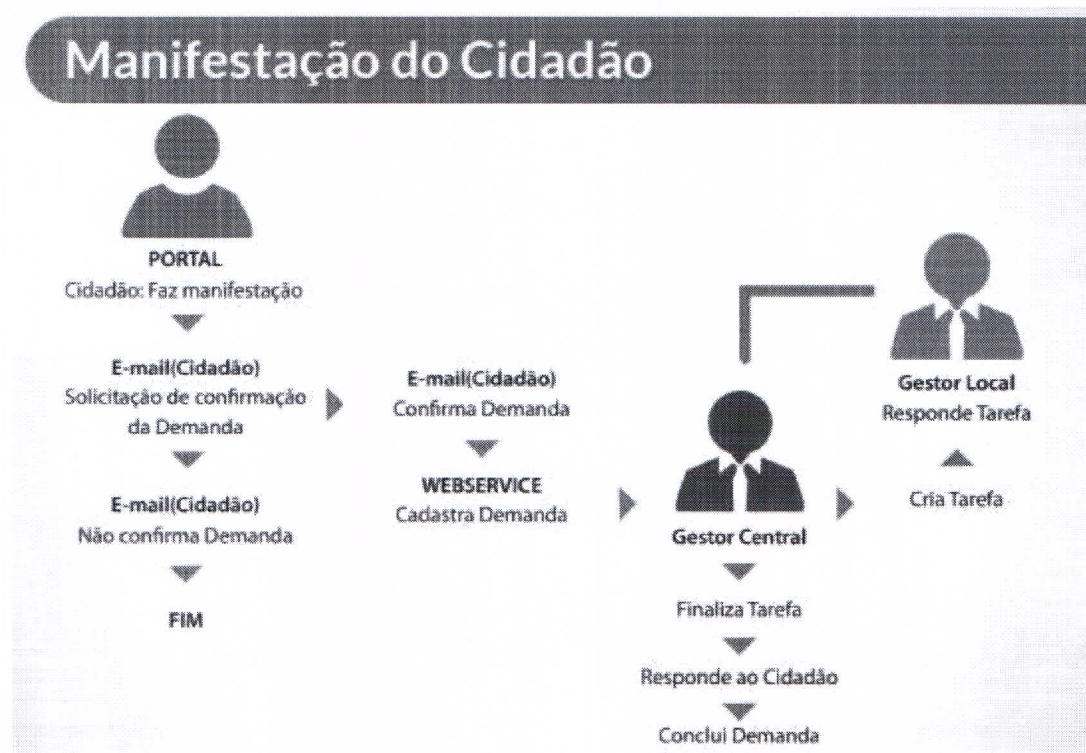 Manifestação do Cidadão
PORTAL
Cidadão: Faz manifestação
E-mail(Cidadão)
Solicitação de confirmação
da Demanda
E-mail(Cidadão)
Não confirma Demanda
FIM
E-mail(Cidadão)
Confirma Demanda
WEBSERVICE
Cadastra Demanda
Gestor Central
Finaliza Tarefa
Responde ao Cidadão
Conclui Demanda
Gestor Local
Responde Tarefa
Cria Tarefa